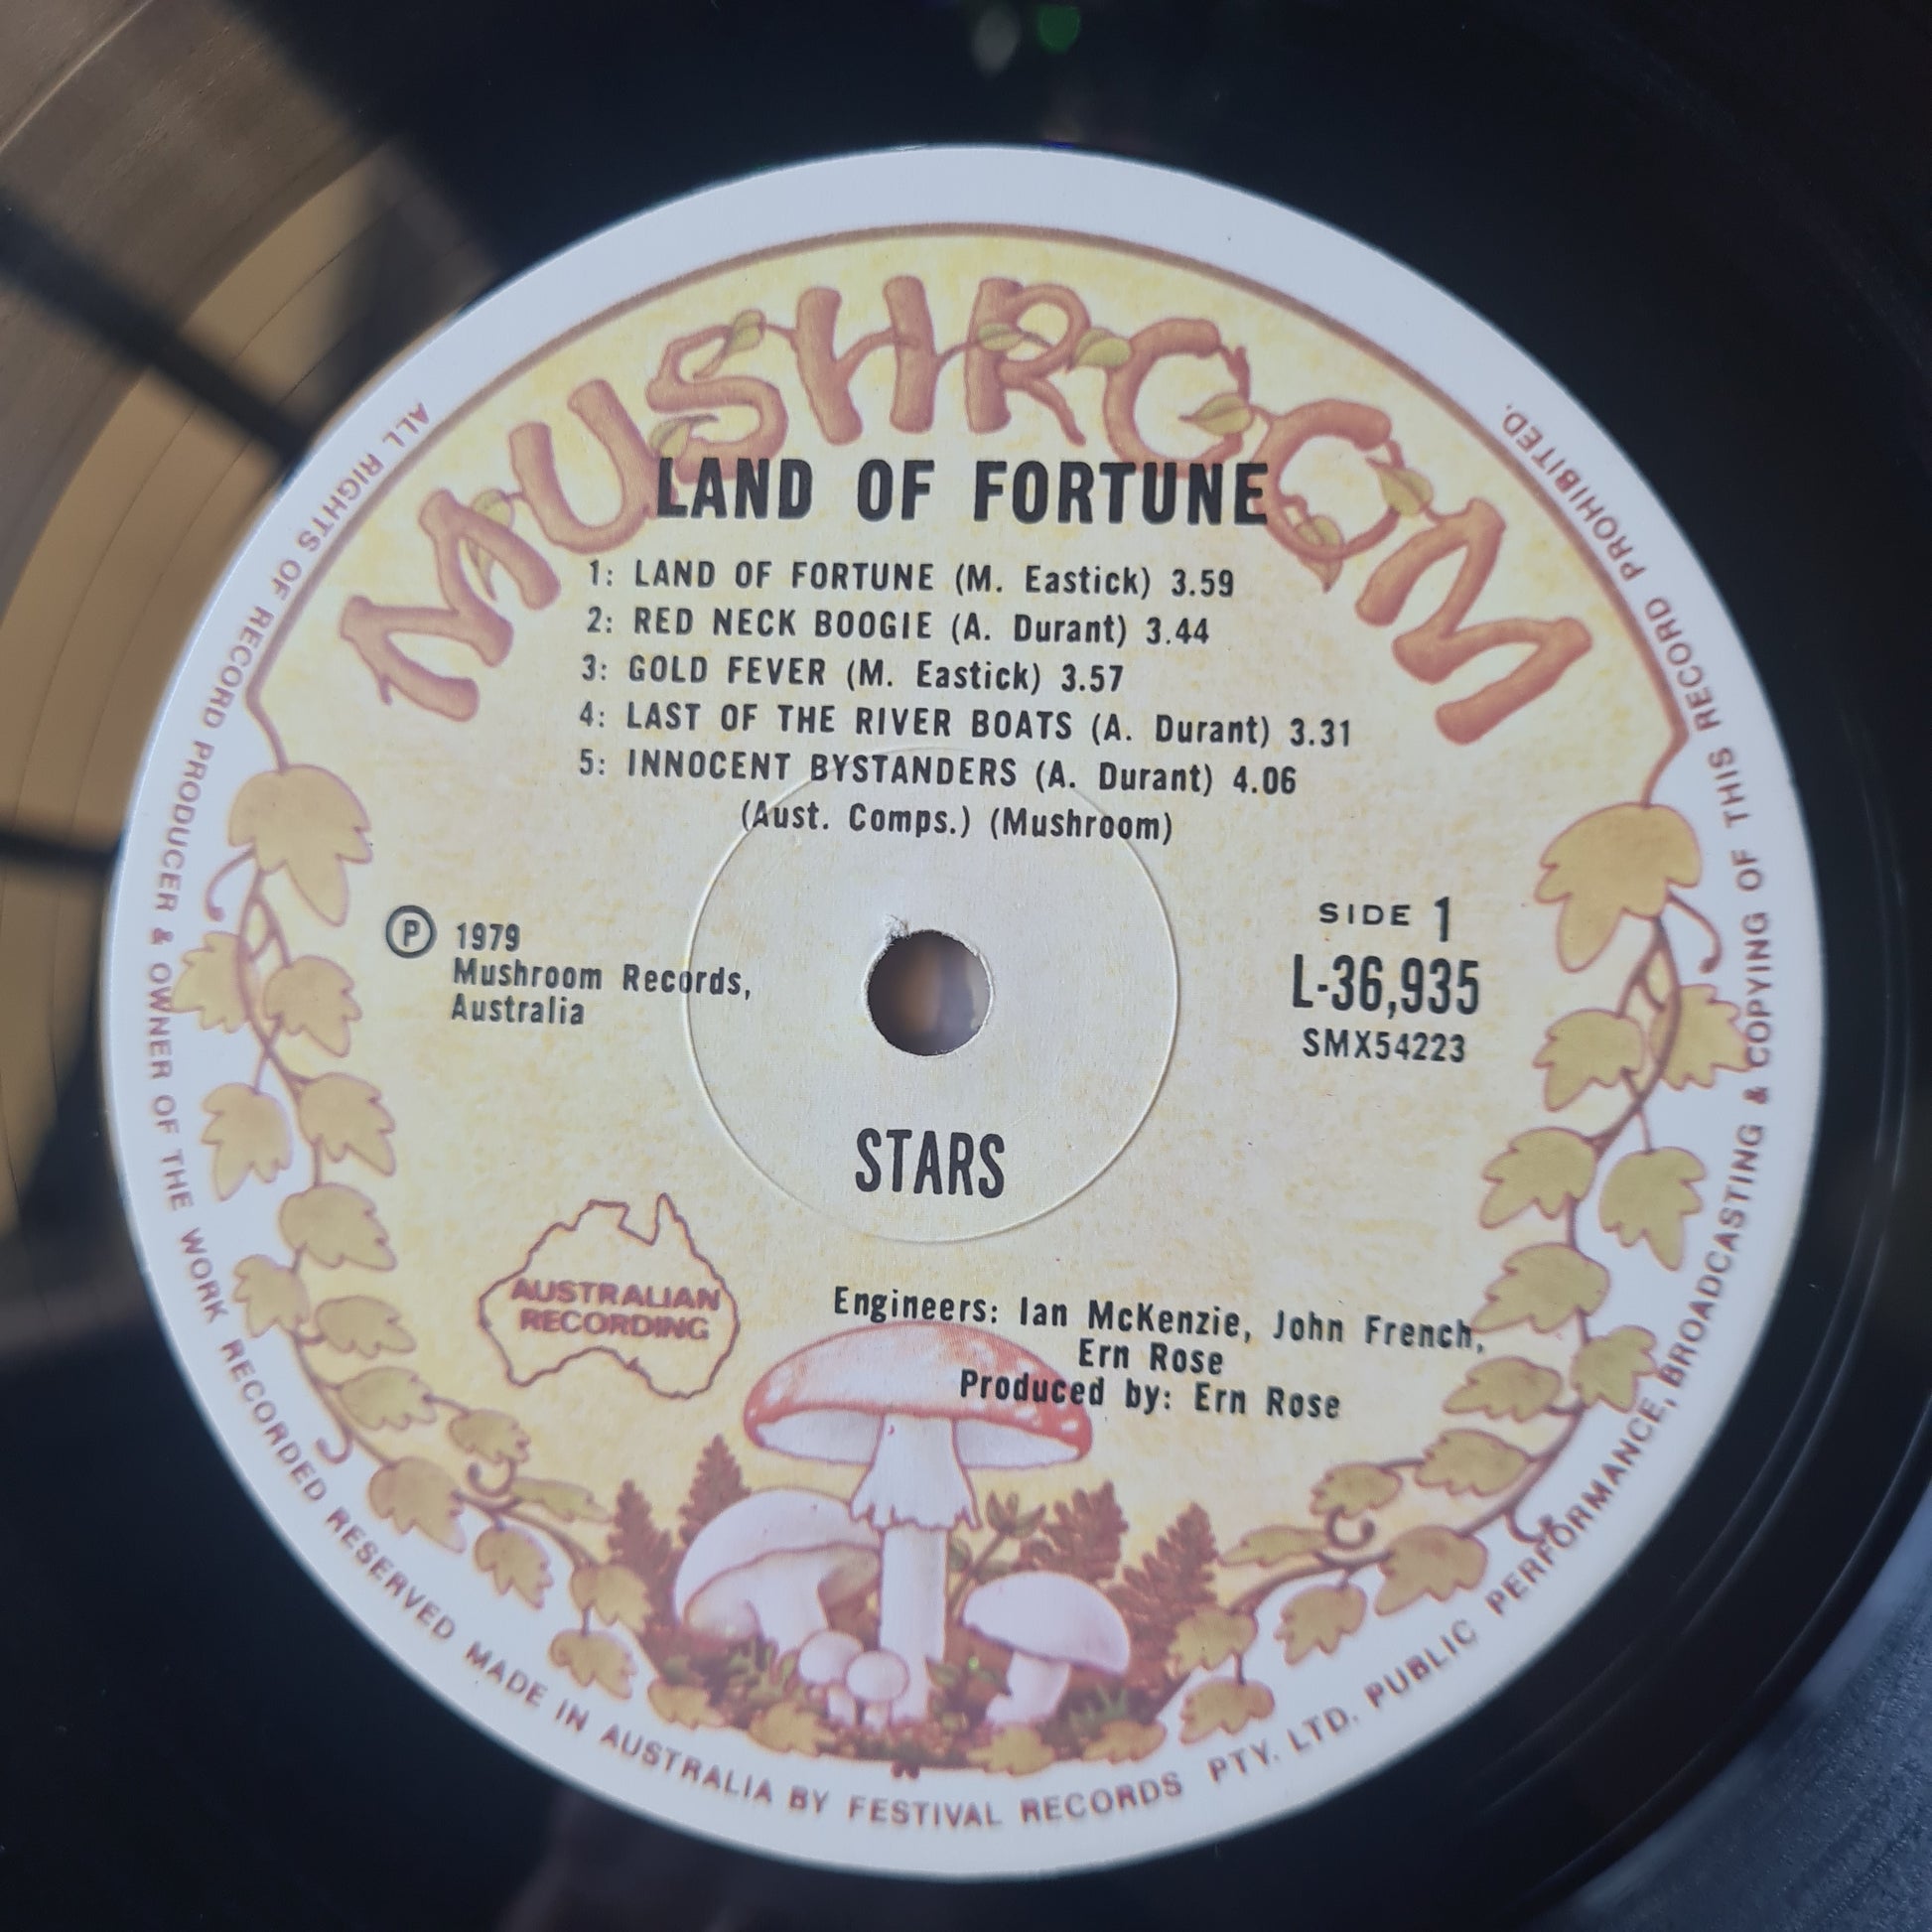 MUSHROOM
LAND OF FORTUNE
1: LAND OF FORTUNE (M. Eastick) 3.59
2: RED NECK BOOGIE (A. Durant) 3.44
3: GOLD FEVER (M. Eastick) 3.57
4: LAST OF THE RIVER BOATS (A. Durant) 3.31
5: INNOCENT BYSTANDERS (A. Durant) 4.06
(Aust. Comps.) (Mushroom)
Ⓟ 1979
Mushroom Records,
Australia
SIDE 1
L-36,935
SMX54223
STARS
AUSTRALIAN
RECORDING
Engineers: Ian McKenzie, John French,
Ern Rose
Produced by: Ern Rose
ALL RIGHTS OF RECORD PRODUCER & OWNER OF THE WORK RECORDED RESERVED MADE IN AUSTRALIA BY FESTIVAL RECORDS PTY. LTD. PUBLIC PERFORMANCE, BROADCASTING & COPYING OF THIS RECORD PROHIBITED.